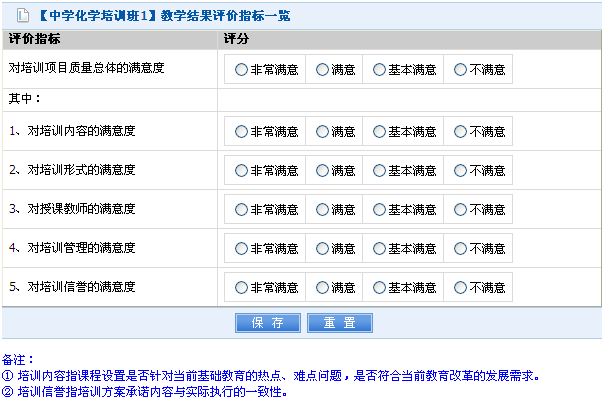 【中学化学培训班1】教学结果评价指标一览
评价指标 评分
对培训项目质量总体的满意度 非常满意 满意 基本满意 不满意
其中：
1、对培训内容的满意度 非常满意 满意 基本满意 不满意
2、对培训形式的满意度 非常满意 满意 基本满意 不满意
3、对授课教师的满意度 非常满意 满意 基本满意 不满意
4、对培训管理的满意度 非常满意 满意 基本满意 不满意
5、对培训信誉的满意度 非常满意 满意 基本满意 不满意
保 存 重 置
备注：
① 培训内容指课程设置是否针对当前基础教育的热点、难点问题，是否符合当前教育改革的发展需求。
② 培训信誉指培训方案承诺内容与实际执行的一致性。